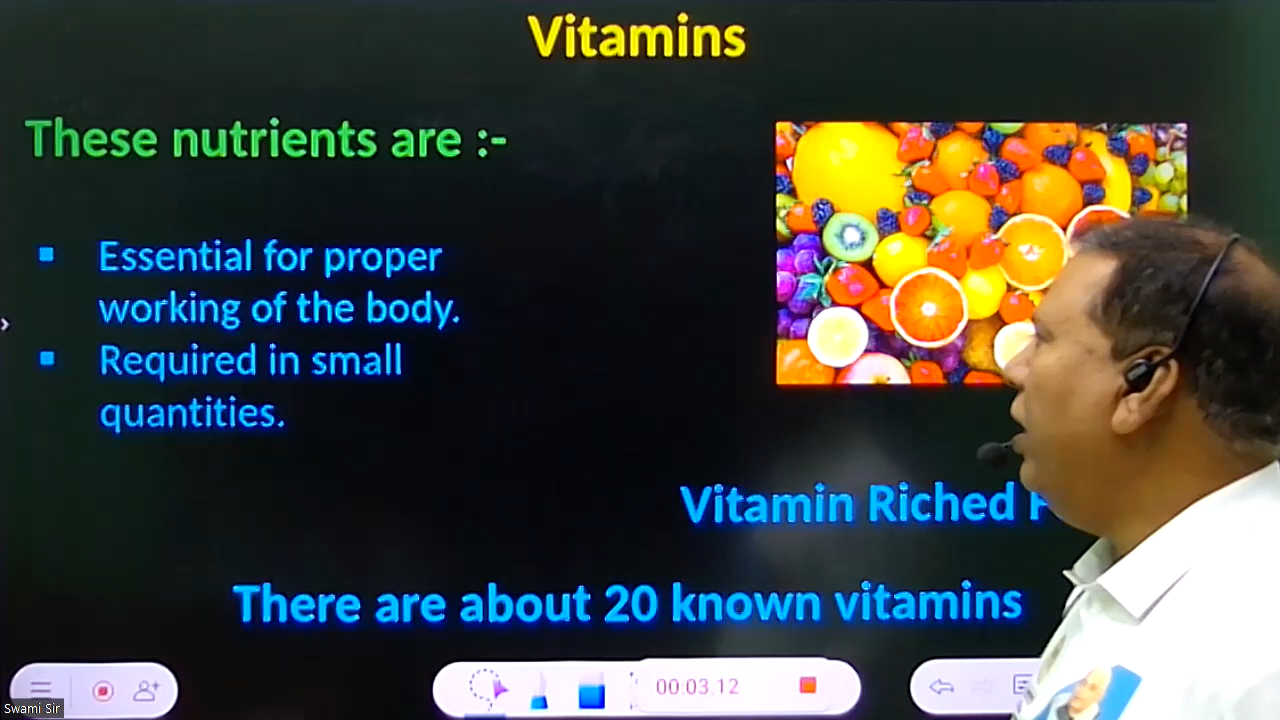 Vitamins
These nutrients are :-
▪ Essential for proper
working of the body.
▪ Required in small
quantities.
Vitamin Riched
There are about 20 known vitamins
00:03.12
Swami Sir